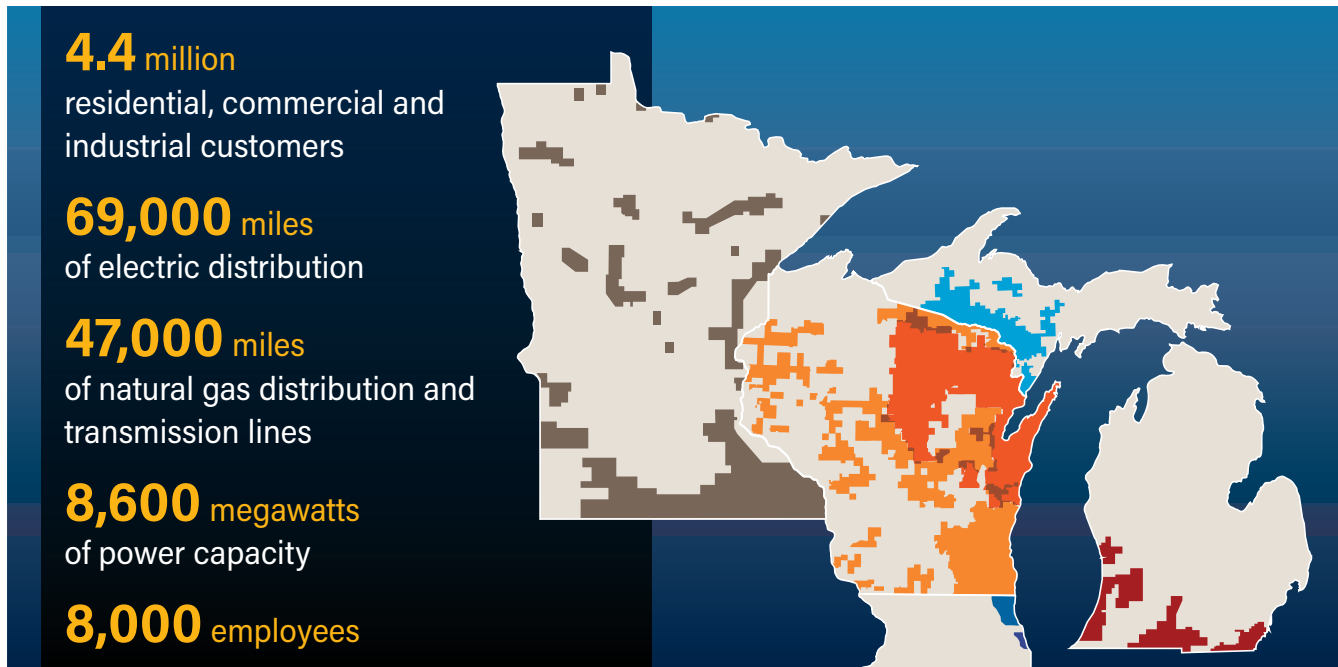 4.4 million
residential, commercial and
industrial customers
69,000 miles
of electric distribution
47,000 miles
of natural gas distribution and
transmission lines
8,600 megawatts
of power capacity
8,000 employees